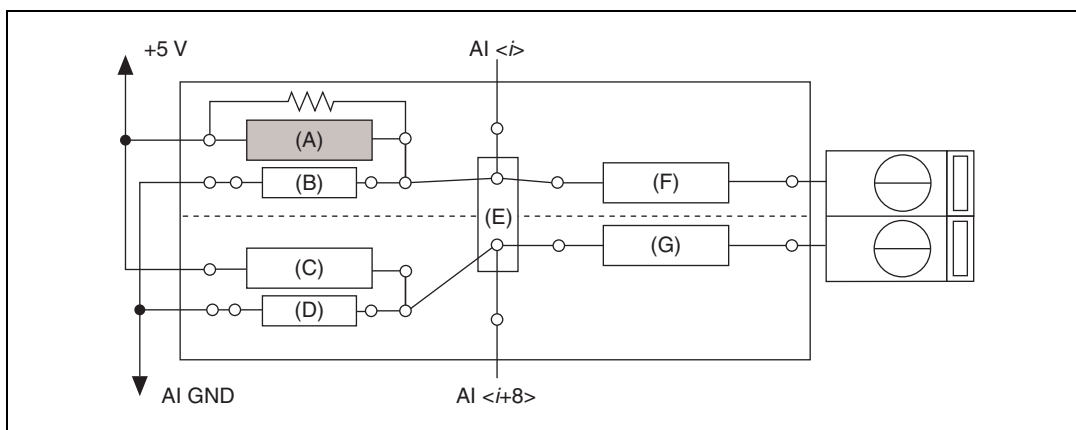 +5 V
AI <i>
(A)
(B)
(F)
(E)
(G)
(C)
(D)
AI GND
AI <i+8>